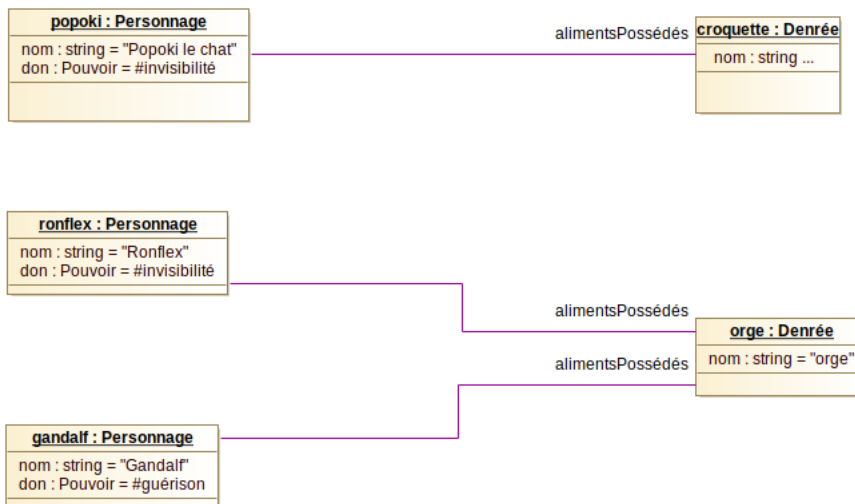 popoki : Personnage
nom : string = "Popoki le chat"
don : Pouvoir = #invisibilité
alimentsPossédés
croquette : Denrée
nom : string ...
ronflex : Personnage
nom : string = "Ronflex"
don : Pouvoir = #invisibilité
alimentsPossédés
orge : Denrée
nom : string = "orge"
alimentsPossédés
gandalf : Personnage
nom : string = "Gandalf"
don : Pouvoir = #guérison